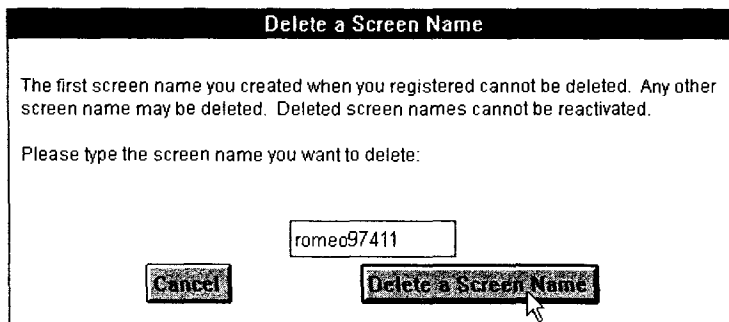 Delete a Screen Name
The first screen name you created when you registered cannot be deleted. Any other
screen name may be deleted. Deleted screen names cannot be reactivated.
Please type the screen name you want to delete:
romeo97411
Cancel Delete a Screen Name